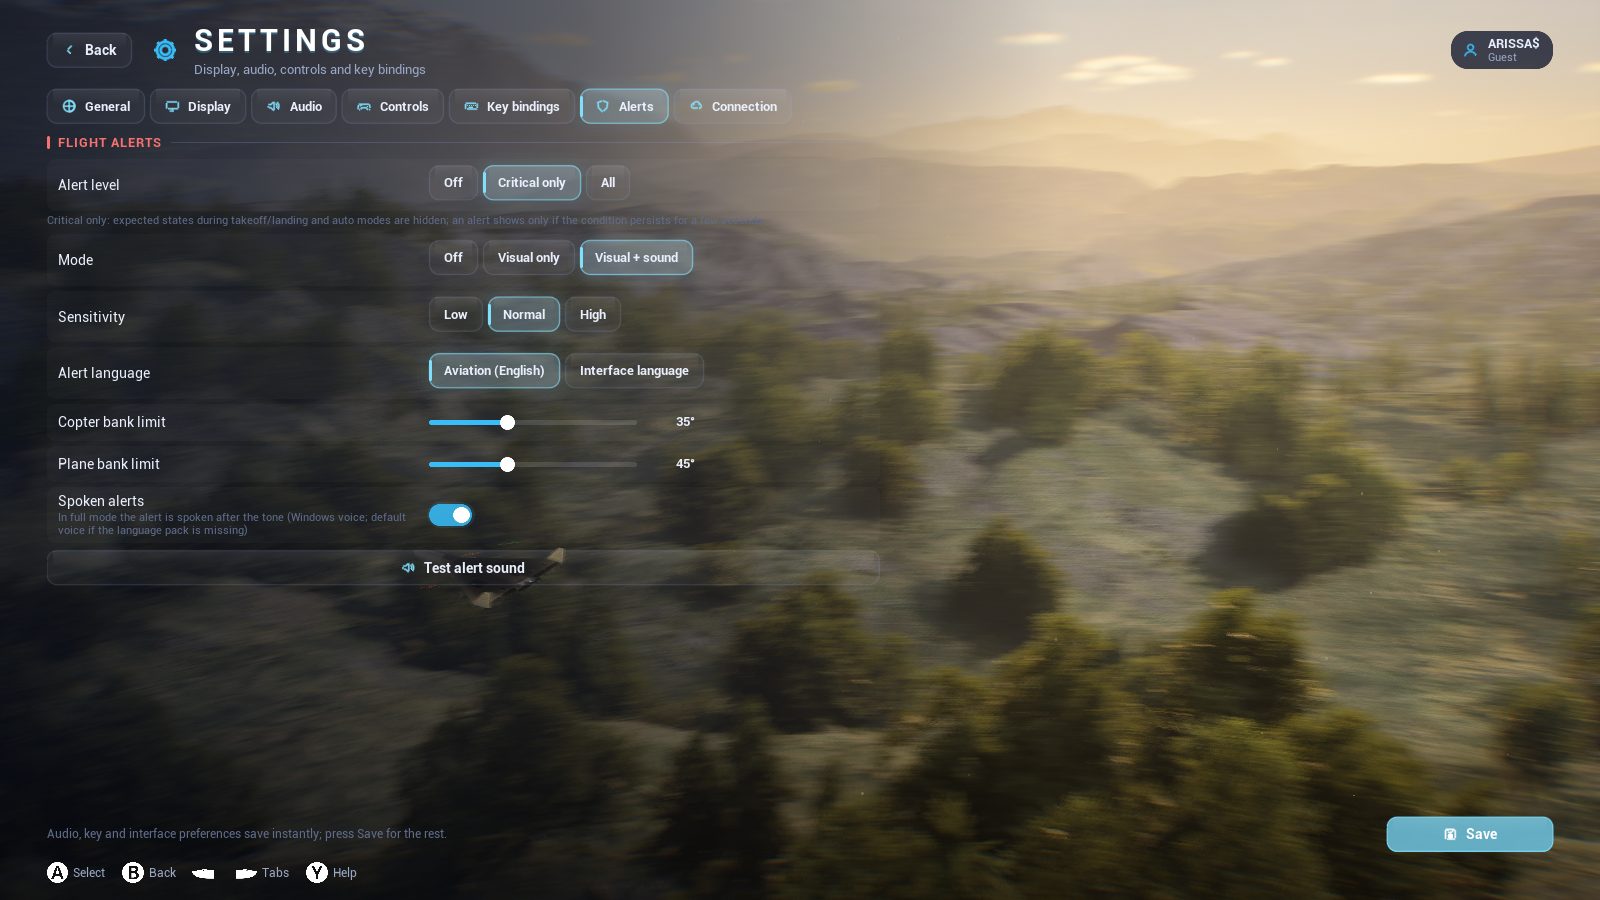 Back
SETTINGS
Display, audio, controls and key bindings
ARISSA$
Guest
General
Display
Audio
Controls
Key bindings
Alerts
Connection
FLIGHT ALERTS
Alert level
Off
Critical only
All
Critical only: expected states during takeoff/landing and auto modes are hidden; an alert shows only if the condition persists for a few seconds.
Mode
Off
Visual only
Visual + sound
Sensitivity
Low
Normal
High
Alert language
Aviation (English)
Interface language
Copter bank limit
35°
Plane bank limit
45°
Spoken alerts
In full mode the alert is spoken after the tone (Windows voice; default
voice if the language pack is missing)
Test alert sound
Audio, key and interface preferences save instantly; press Save for the rest.
Save
A Select
B Back
Tabs
Y Help